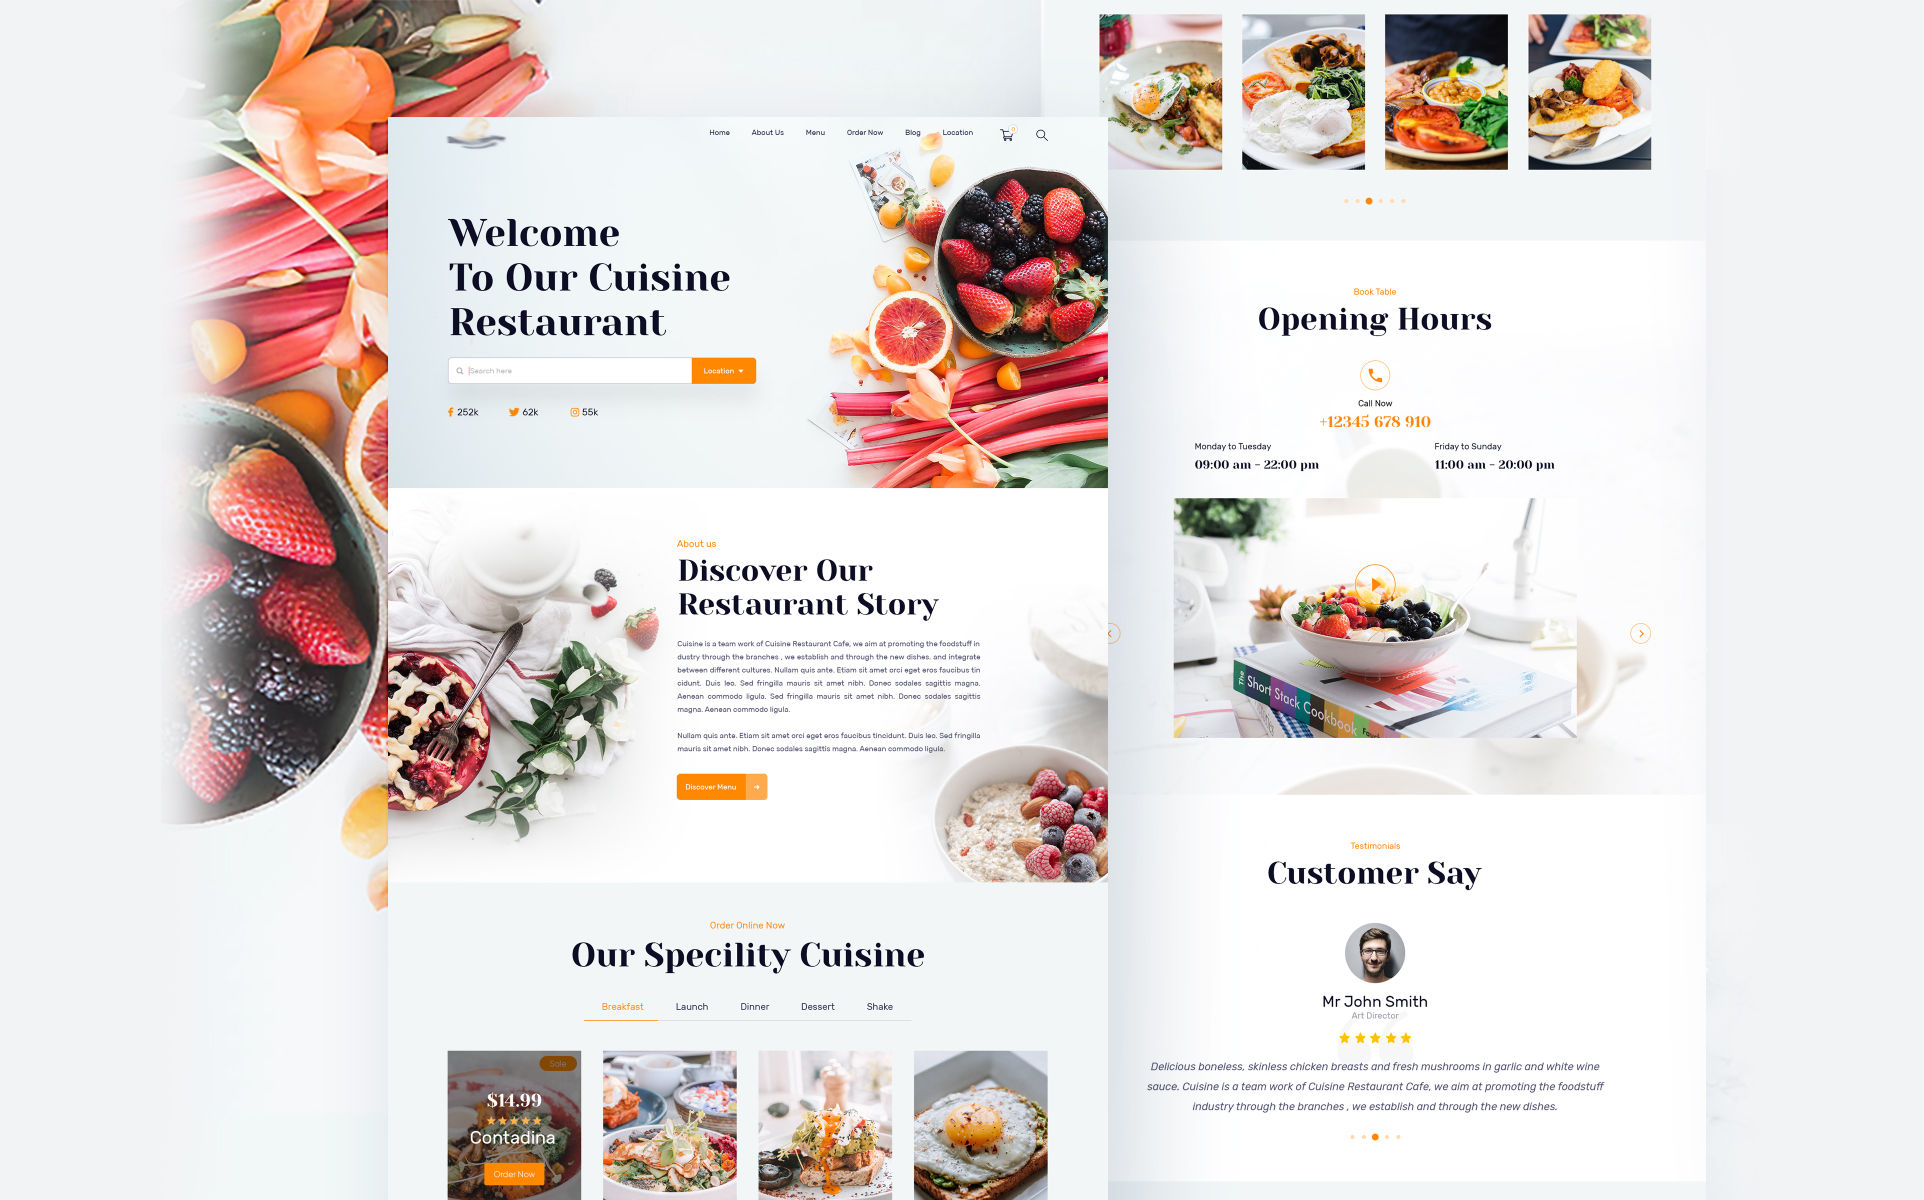 Home About Us Menu Order Now Blog Location 0
Welcome
To Our Cuisine
Restaurant
Search here
Location
252k 62k 55k
About us
Discover Our
Restaurant Story
Cuisine is a team work of Cuisine Restaurant Cafe, we aim at promoting the foodstuff in
dustry through the branches , we establish and through the new dishes. and integrate
between different cultures. Nullam quis ante. Etiam sit amet orci eget eros faucibus tin
cidunt. Duis leo. Sed fringilla mauris sit amet nibh. Donec sodales sagittis magna.
Aenean commodo ligula. Sed fringilla mauris sit amet nibh. Donec sodales sagittis
magna. Aenean commodo ligula.
Nullam quis ante. Etiam sit amet orci eget eros faucibus tincidunt. Duis leo. Sed fringilla
mauris sit amet nibh. Donec sodales sagittis magna. Aenean commodo ligula.
Discover Menu
Order Online Now
Our Specility Cuisine
Breakfast Launch Dinner Dessert Shake
Sale
$14.99
Contadina
Order Now
Book Table
Opening Hours
Call Now
+12345 678 910
Monday to Tuesday
09:00 am - 22:00 pm
Friday to Sunday
11:00 am - 20:00 pm
The Short Stack Cookbook
Testimonials
Customer Say
Mr John Smith
Art Director
Delicious boneless, skinless chicken breasts and fresh mushrooms in garlic and white wine
sauce. Cuisine is a team work of Cuisine Restaurant Cafe, we aim at promoting the foodstuff
industry through the branches , we establish and through the new dishes.